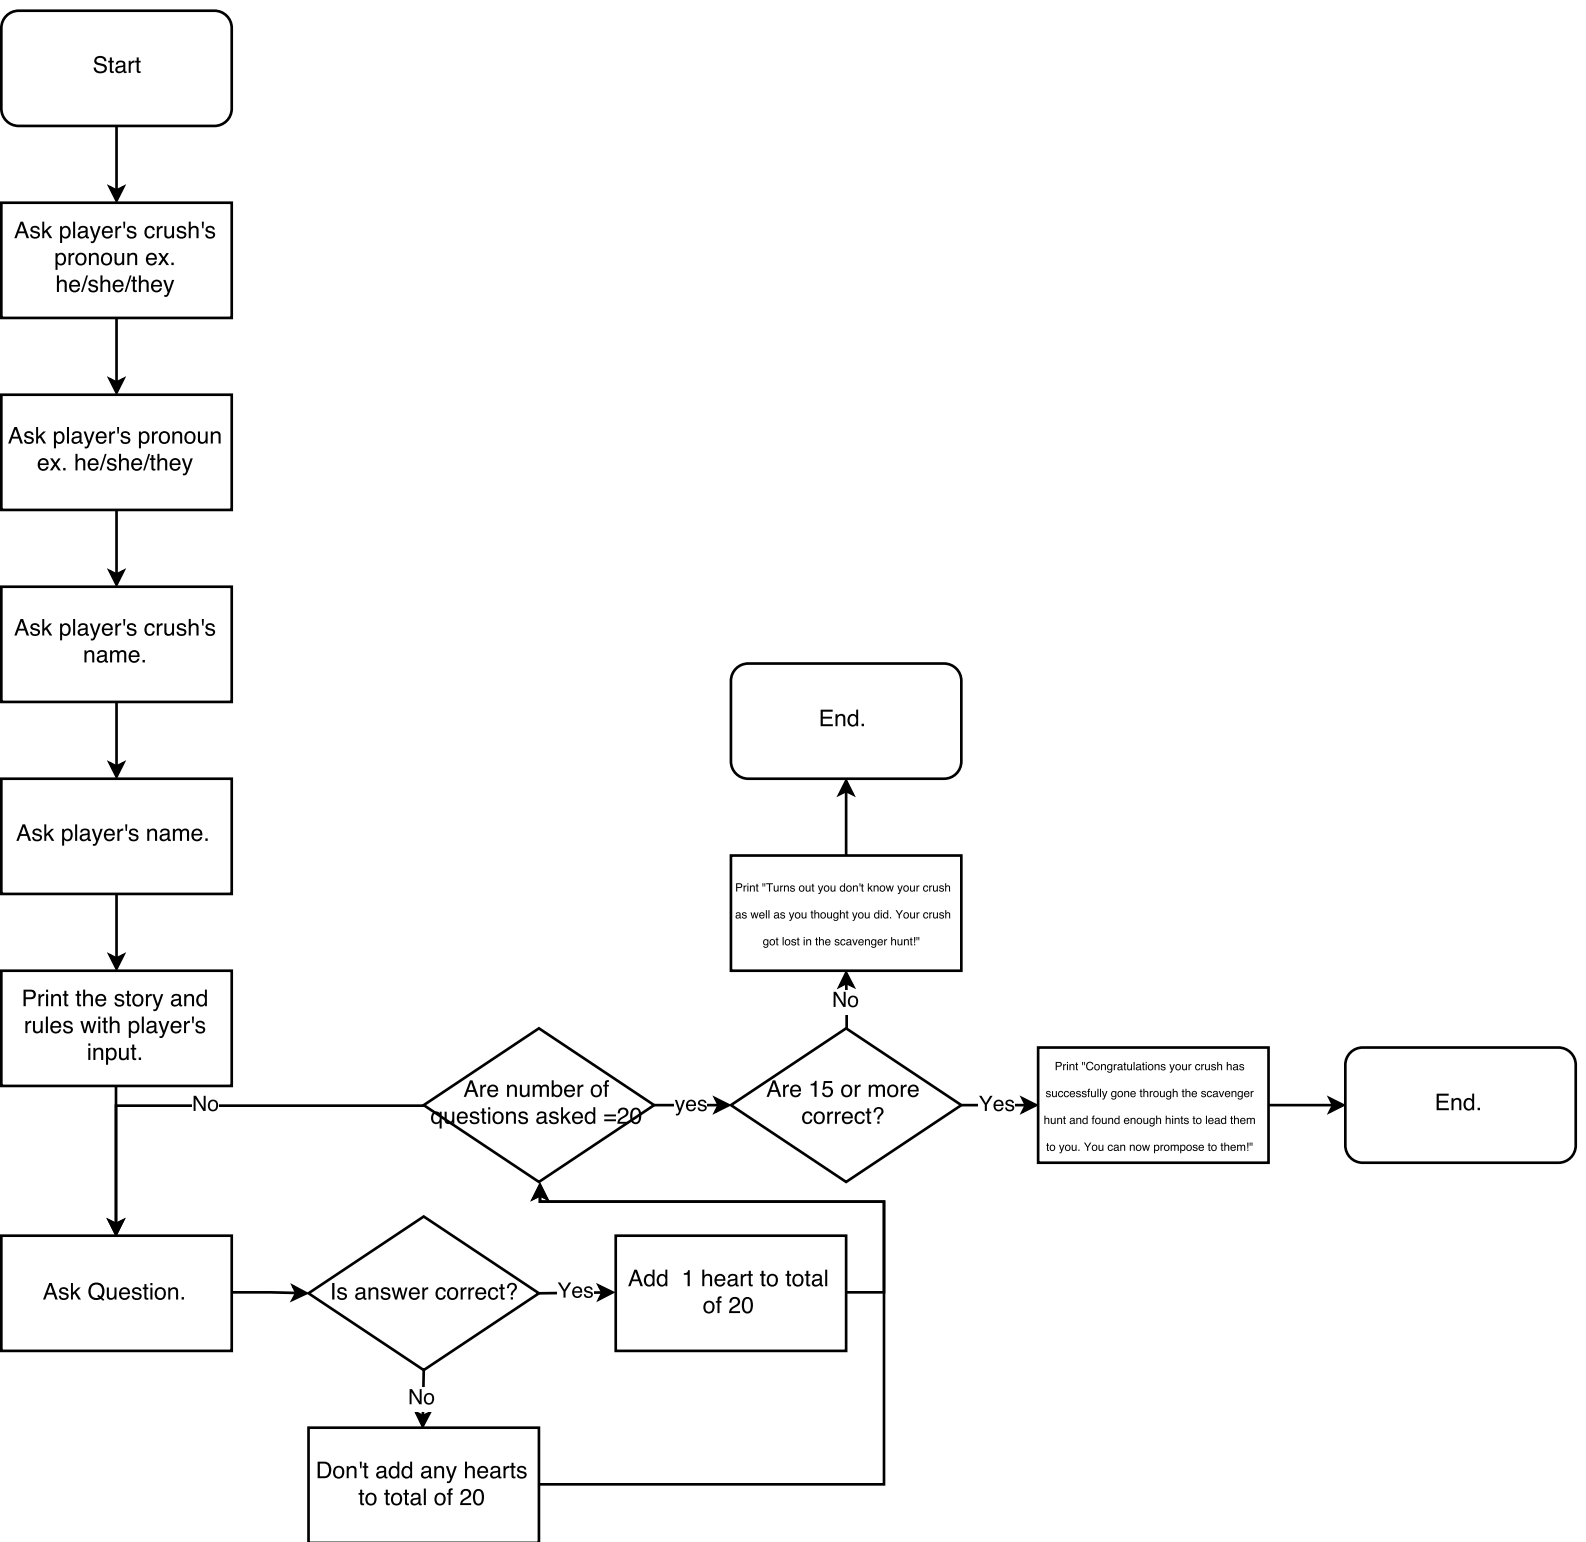 Start
Ask player's crush's
pronoun ex.
he/she/they
Ask player's pronoun
ex. he/she/they
Ask player's crush's
name.
Ask player's name.
Print the story and
rules with player's
input.
No
Ask Question.
Is answer correct?
Yes
Add 1 heart to total
of 20
No
Don't add any hearts
to total of 20
Are number of
questions asked =20
yes
Are 15 or more
correct?
No
Print "Turns out you don't know your crush
as well as you thought you did. Your crush
got lost in the scavenger hunt!"
End.
Yes
Print "Congratulations your crush has
successfully gone through the scavenger
hunt and found enough hints to lead them
to you. You can now prompose to them!"
End.